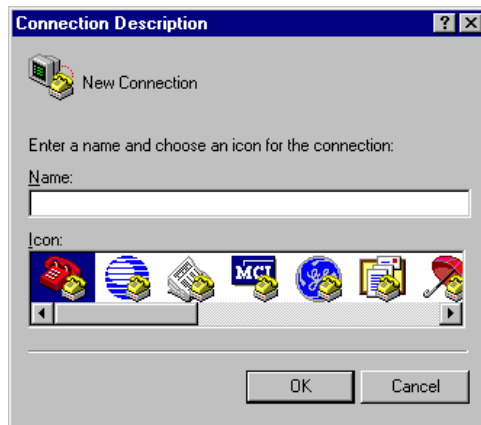 Connection Description
New Connection
Enter a name and choose an icon for the connection:
Name:
Icon:
MCI
OK Cancel